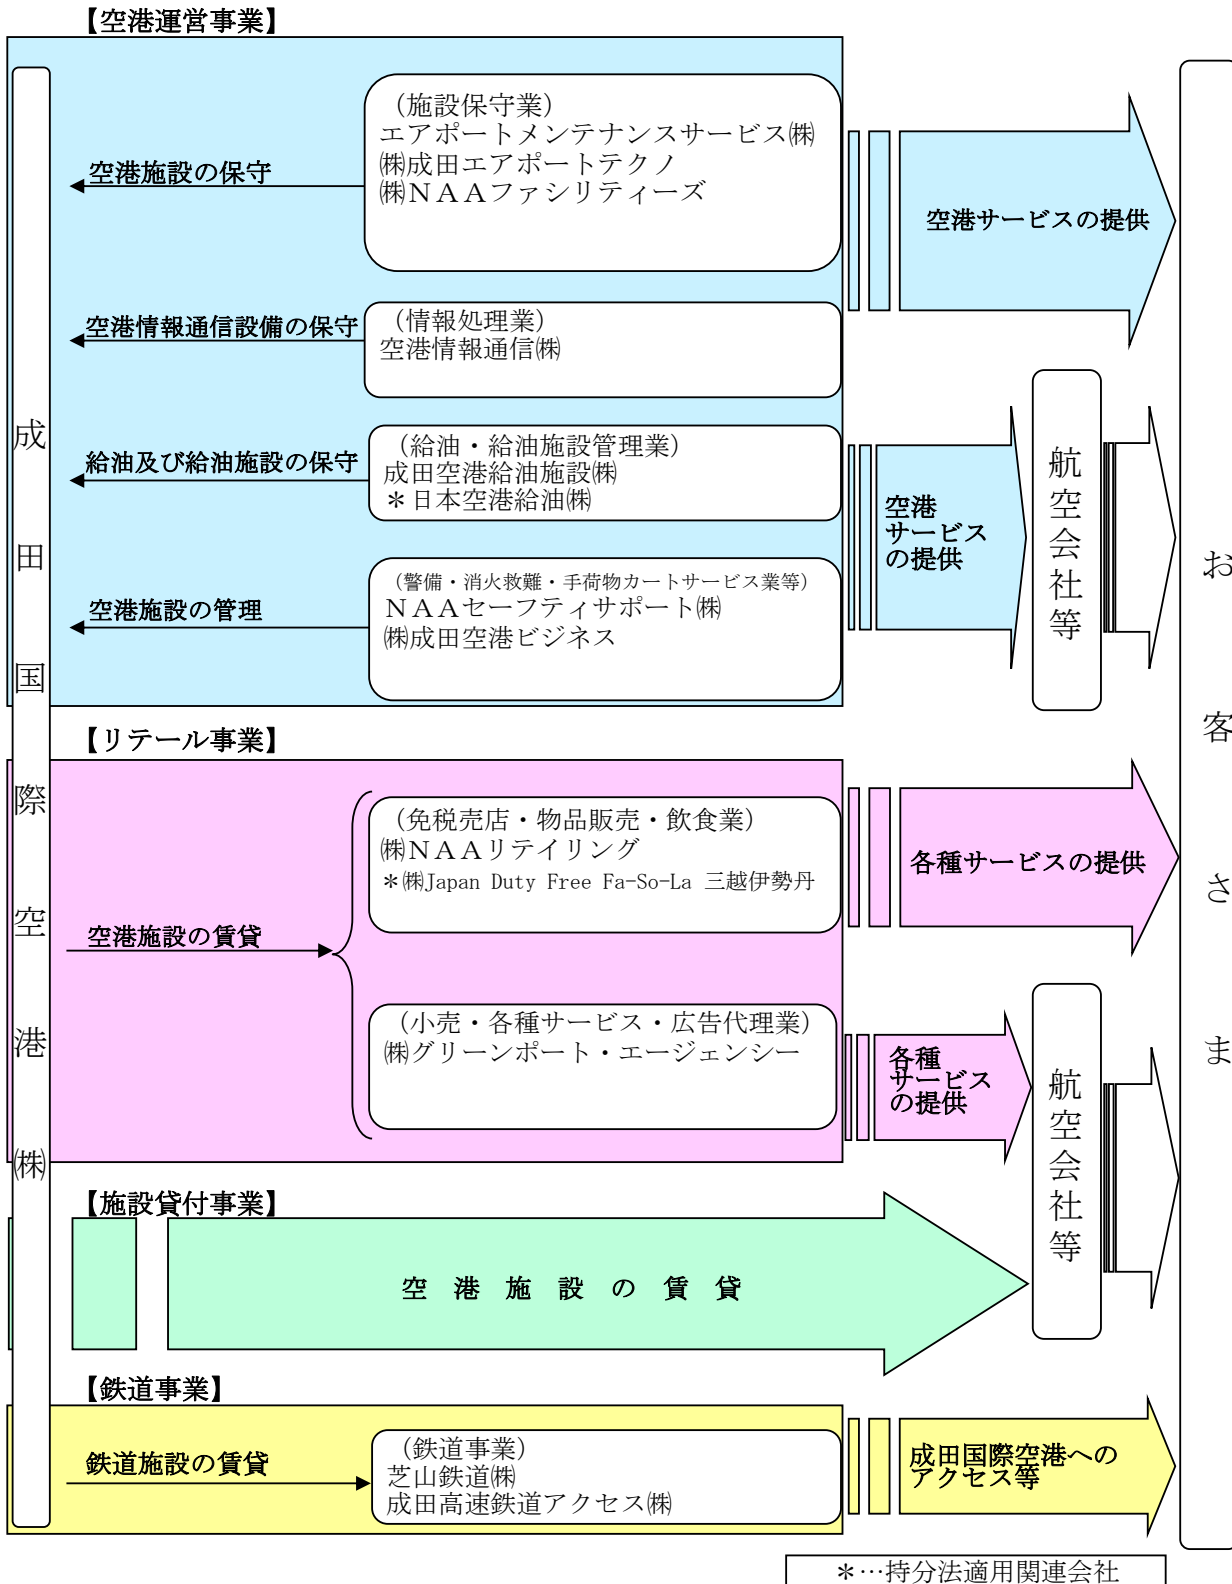 【空港運営事業】
（施設保守業）
エアポートメンテナンスサービス㈱
㈱成田エアポートテクノ
㈱ＮＡＡファシリティーズ
空港施設の保守
空港サービスの提供
（情報処理業）
空港情報通信㈱
空港情報通信設備の保守
（給油・給油施設管理業）
成田空港給油施設㈱
＊日本空港給油㈱
給油及び給油施設の保守
空港
サービス
の提供
航空会社等
（警備・消火救難・手荷物カートサービス業等）
ＮＡＡセーフティサポート㈱
㈱成田空港ビジネス
空港施設の管理
成田国際空港㈱
お客さま
【リテール事業】
（免税売店・物品販売・飲食業）
㈱ＮＡＡリテイリング
＊㈱Japan Duty Free Fa-So-La 三越伊勢丹
各種サービスの提供
空港施設の賃貸
（小売・各種サービス・広告代理業）
㈱グリーンポート・エージェンシー
各種
サービス
の提供
航空会社等
【施設貸付事業】
空港施設の賃貸
【鉄道事業】
（鉄道事業）
芝山鉄道㈱
成田高速鉄道アクセス㈱
鉄道施設の賃貸
成田国際空港への
アクセス等
＊…持分法適用関連会社